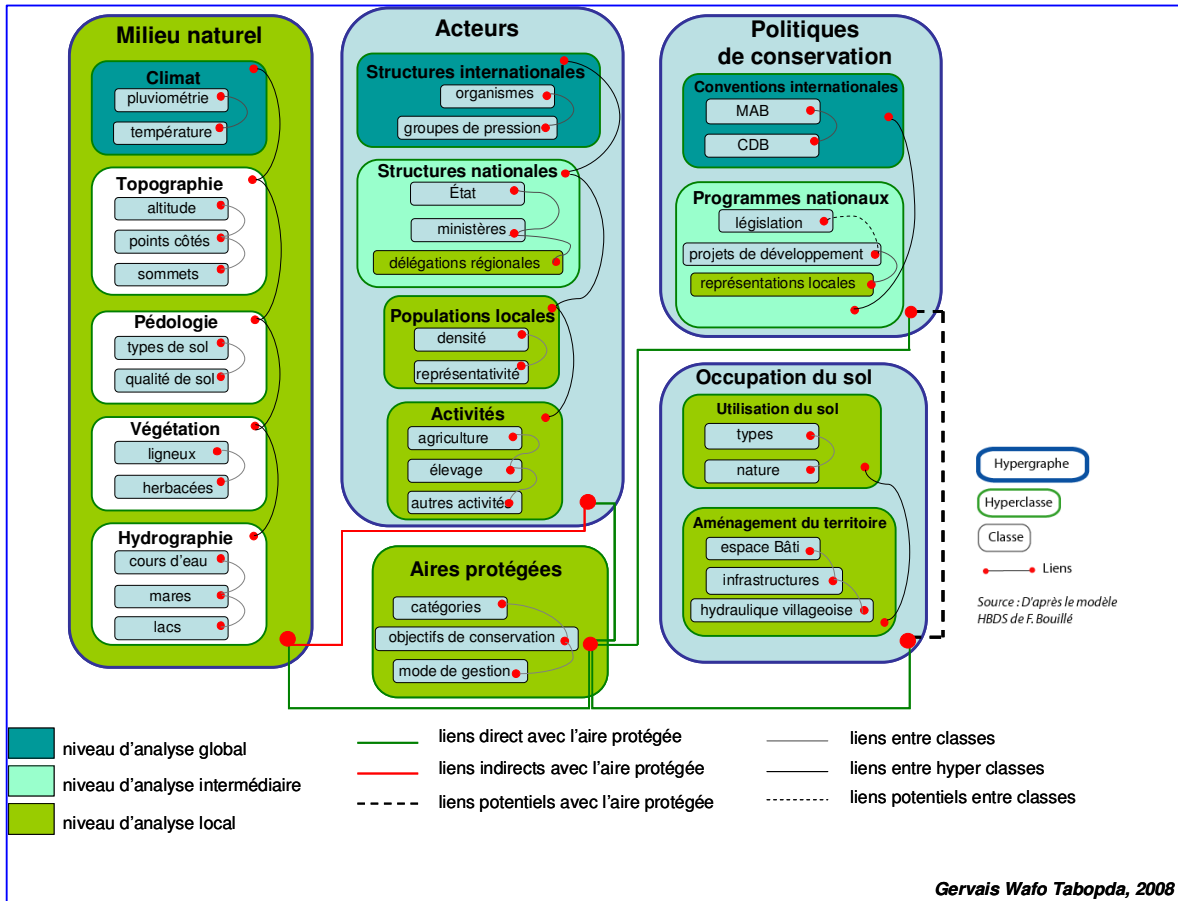 Milieu naturel
Climat
pluviométrie
température
Topographie
altitude
points côtés
sommets
Pédologie
types de sol
qualité de sol
Végétation
ligneux
herbacées
Hydrographie
cours d'eau
mares
lacs
Acteurs
Structures internationales
organismes
groupes de pression
Structures nationales
État
ministères
délégations régionales
Populations locales
densité
représentativité
Activités
agriculture
élevage
autres activités
Aires protégées
catégories
objectifs de conservation
mode de gestion
Politiques
de conservation
Conventions internationales
MAB
CDB
Programmes nationaux
législation
projets de développement
représentations locales
Occupation du sol
Utilisation du sol
types
nature
Aménagement du territoire
espace Bâti
infrastructures
hydraulique villageoise
Hypergraphe
Hyperclasse
Classe
Liens
Source : D'après le modèle
HBDS de F. Bouillé
niveau d'analyse global
niveau d'analyse intermédiaire
niveau d'analyse local
liens direct avec l'aire protégée
liens indirects avec l'aire protégée
liens potentiels avec l'aire protégée
liens entre classes
liens entre hyper classes
liens potentiels entre classes
Gervais Wafo Tabopda, 2008